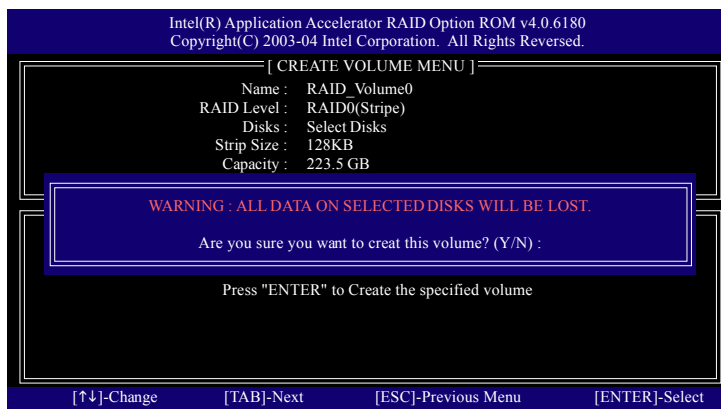 Intel(R) Application Accelerator RAID Option ROM v4.0.6180
Copyright(C) 2003-04 Intel Corporation. All Rights Reversed.
[ CREATE VOLUME MENU ]
Name : RAID_Volume0
RAID Level : RAID0(Stripe)
Disks : Select Disks
Strip Size : 128KB
Capacity : 223.5 GB
WARNING : ALL DATA ON SELECTED DISKS WILL BE LOST.
Are you sure you want to creat this volume? (Y/N) :
Press "ENTER" to Create the specified volume
[↑↓]-Change [TAB]-Next [ESC]-Previous Menu [ENTER]-Select